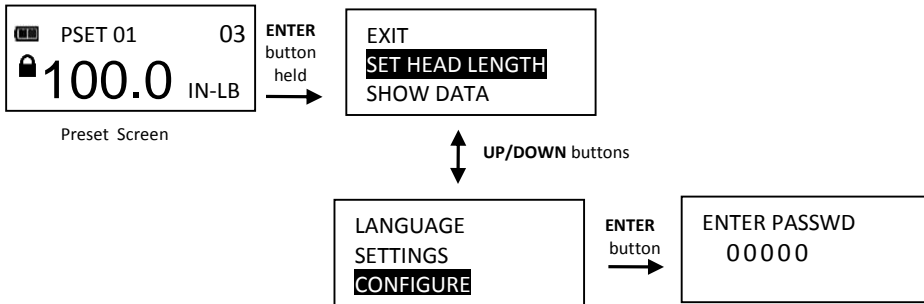 PSET 01 03
100.0 IN-LB
Preset Screen
ENTER
button
held
EXIT
SET HEAD LENGTH
SHOW DATA
UP/DOWN buttons
LANGUAGE
SETTINGS
CONFIGURE
ENTER
button
ENTER PASSWD
00000